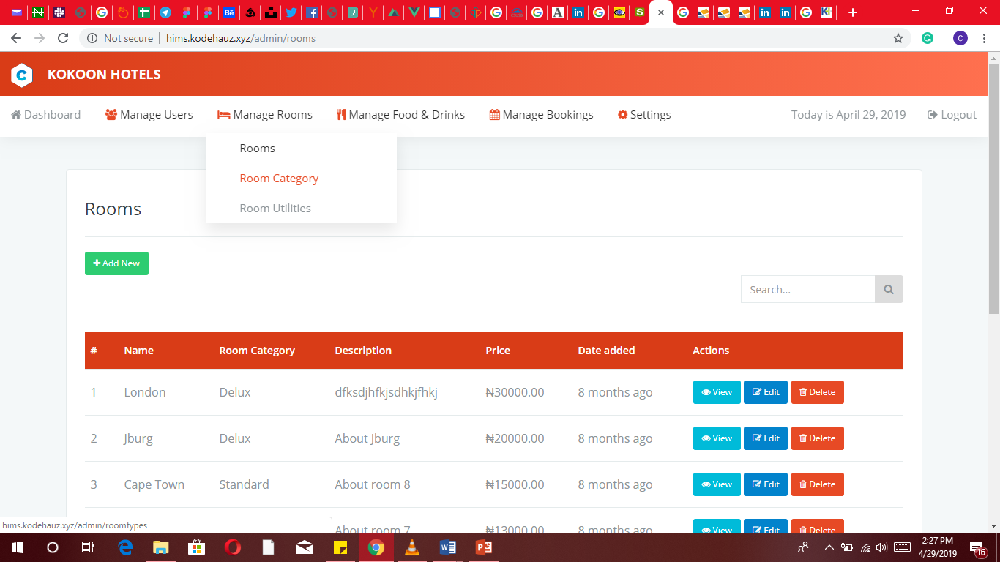 Not secure | hims.kodehauz.xyz/admin/rooms
C
KOKOON HOTELS
Dashboard Manage Users Manage Rooms Manage Food & Drinks Manage Bookings Settings Today is April 29, 2019 Logout
Rooms
Room Category
Room Utilities
Rooms
Add New
Search...
# Name Room Category Description Price Date added Actions
1 London Delux dfksdjhfkjsdhkjfhkj ₦30000.00 8 months ago View Edit Delete
2 Jburg Delux About Jburg ₦20000.00 8 months ago View Edit Delete
3 Cape Town Standard About room 8 ₦15000.00 8 months ago View Edit Delete
About room 7 ₦13000.00 8 months ago View Edit Delete
hims.kodehauz.xyz/admin/roomtypes
2:27 PM
4/29/2019
16